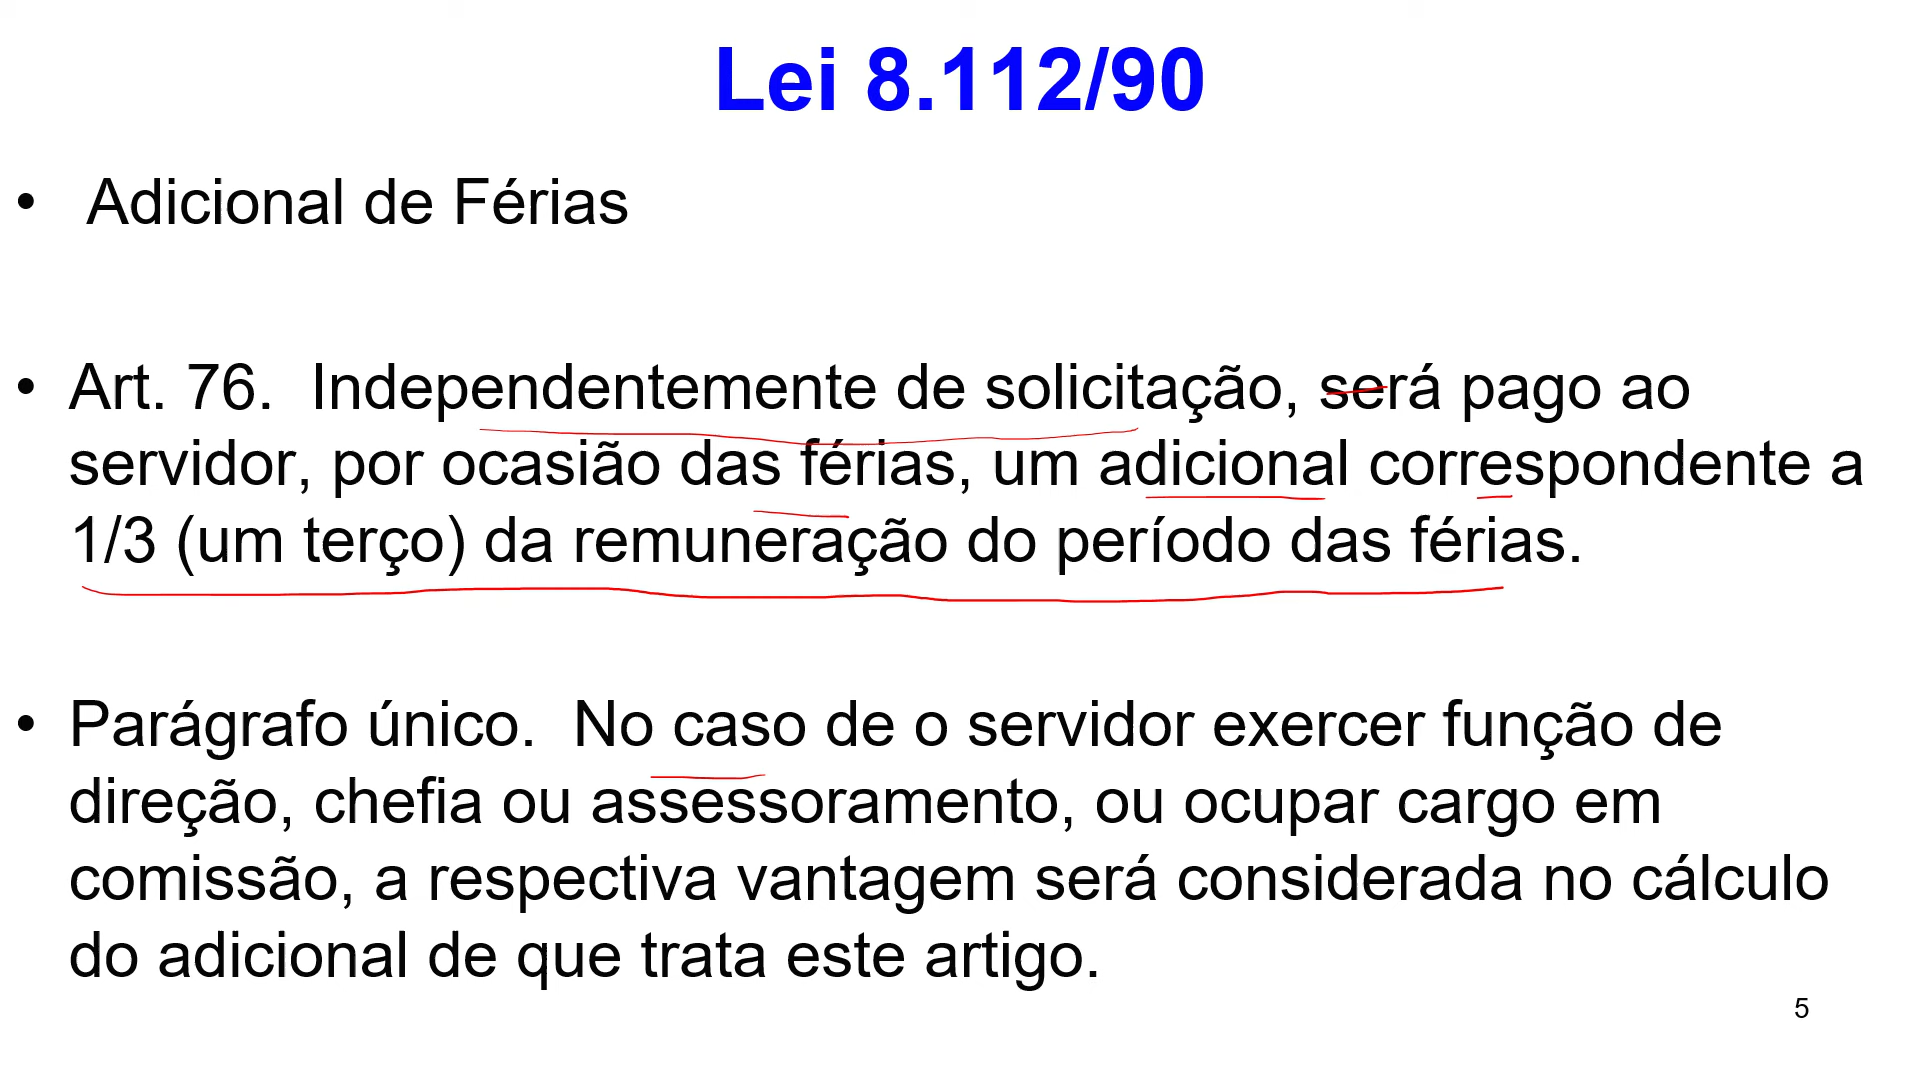 Lei 8.112/90
• Adicional de Férias
• Art. 76. Independentemente de solicitação, será pago ao
servidor, por ocasião das férias, um adicional correspondente a
1/3 (um terço) da remuneração do período das férias.
• Parágrafo único. No caso de o servidor exercer função de
direção, chefia ou assessoramento, ou ocupar cargo em
comissão, a respectiva vantagem será considerada no cálculo
do adicional de que trata este artigo.
5